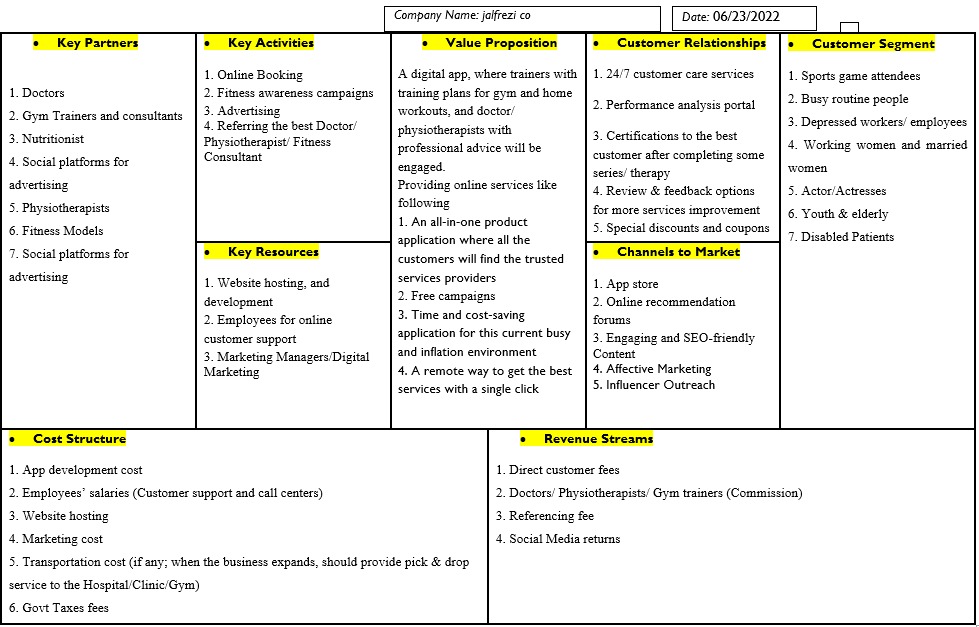 Company Name: jalfrezi co
Date: 06/23/2022
• Key Partners
1. Doctors
2. Gym Trainers and consultants
3. Nutritionist
4. Social platforms for
advertising
5. Physiotherapists
6. Fitness Models
7. Social platforms for
advertising
• Key Activities
1. Online Booking
2. Fitness awareness campaigns
3. Advertising
4. Referring the best Doctor/
Physiotherapist/ Fitness
Consultant
• Key Resources
1. Website hosting, and
development
2. Employees for online
customer support
3. Marketing Managers/Digital
Marketing
• Value Proposition
A digital app, where trainers with
training plans for gym and home
workouts, and doctor/
physiotherapists with
professional advice will be
engaged.
Providing online services like
following
1. An all-in-one product
application where all the
customers will find the trusted
services providers
2. Free campaigns
3. Time and cost-saving
application for this current busy
and inflation environment
4. A remote way to get the best
services with a single click
• Customer Relationships
1. 24/7 customer care services
2. Performance analysis portal
3. Certifications to the best
customer after completing some
series/ therapy
4. Review & feedback options
for more services improvement
5. Special discounts and coupons
• Channels to Market
1. App store
2. Online recommendation
forums
3. Engaging and SEO-friendly
Content
4. Affective Marketing
5. Influencer Outreach
• Customer Segment
1. Sports game attendees
2. Busy routine people
3. Depressed workers/ employees
4. Working women and married
women
5. Actor/Actresses
6. Youth & elderly
7. Disabled Patients
• Cost Structure
1. App development cost
2. Employees’ salaries (Customer support and call centers)
3. Website hosting
4. Marketing cost
5. Transportation cost (if any; when the business expands, should provide pick & drop
service to the Hospital/Clinic/Gym)
6. Govt Taxes fees
• Revenue Streams
1. Direct customer fees
2. Doctors/ Physiotherapists/ Gym trainers (Commission)
3. Referencing fee
4. Social Media returns